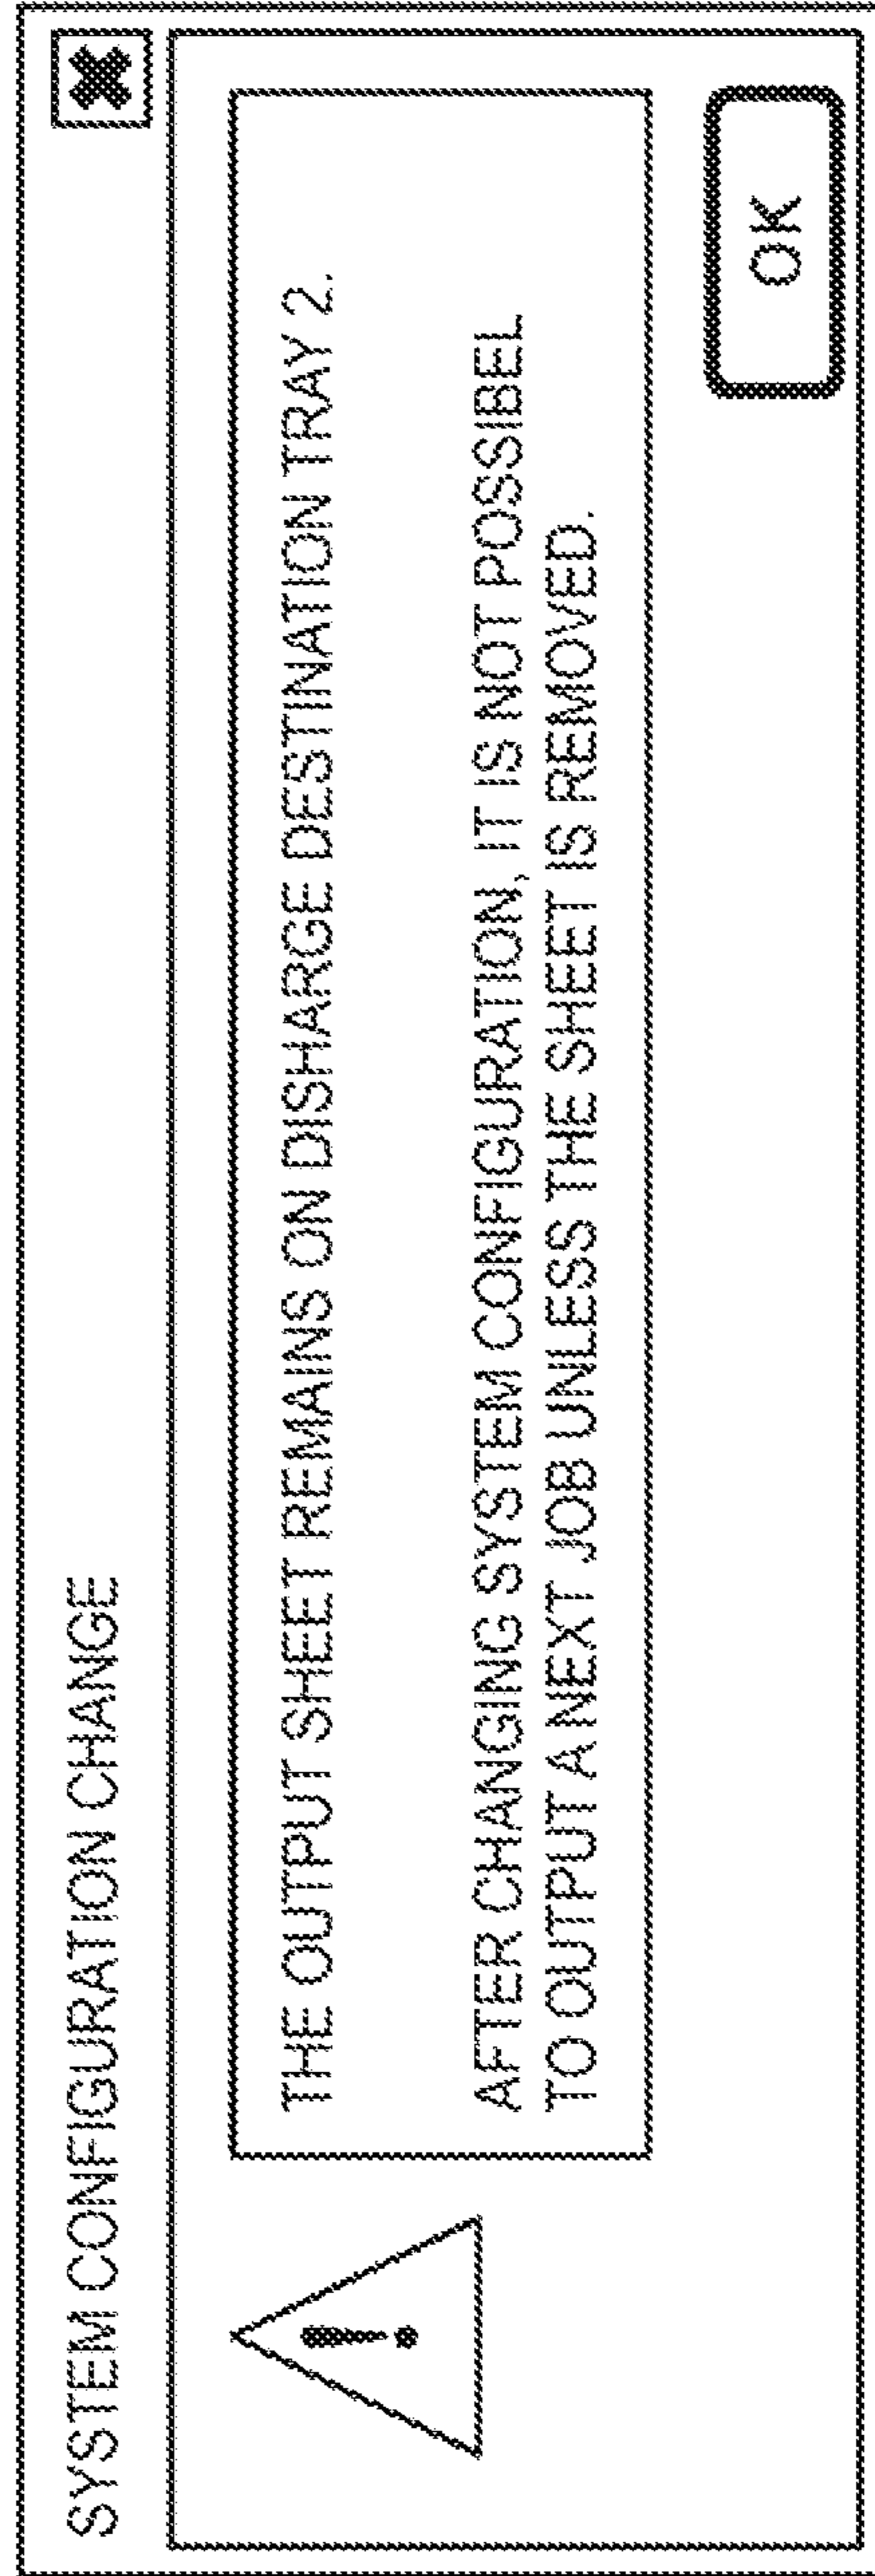 SYSTEM CONFIGURATION CHANGE
THE OUTPUT SHEET REMAINS ON DISHARGE DESTINATION TRAY 2.
AFTER CHANGING SYSTEM CONFIGURATION, IT IS NOT POSSIBEL
TO OUTPUT A NEXT JOB UNLESS THE SHEET IS REMOVED.
OK